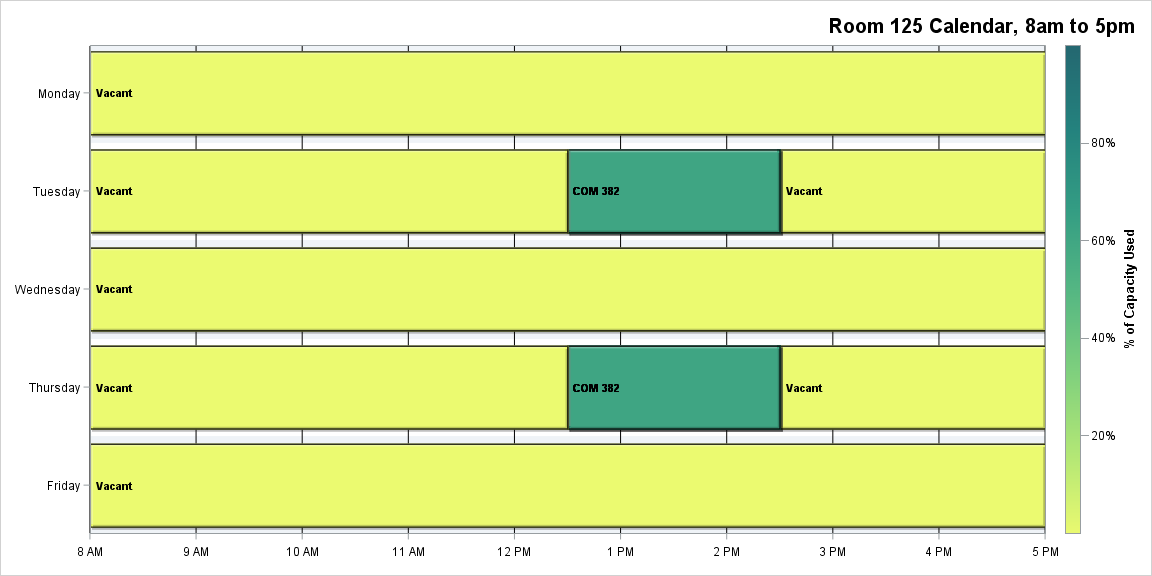 Room 125 Calendar, 8am to 5pm
Monday
Vacant
Tuesday
Vacant
COM 382
Vacant
Wednesday
Vacant
Thursday
Vacant
COM 382
Vacant
Friday
Vacant
8 AM 9 AM 10 AM 11 AM 12 PM 1 PM 2 PM 3 PM 4 PM 5 PM
80%
60%
40%
20%
% of Capacity Used